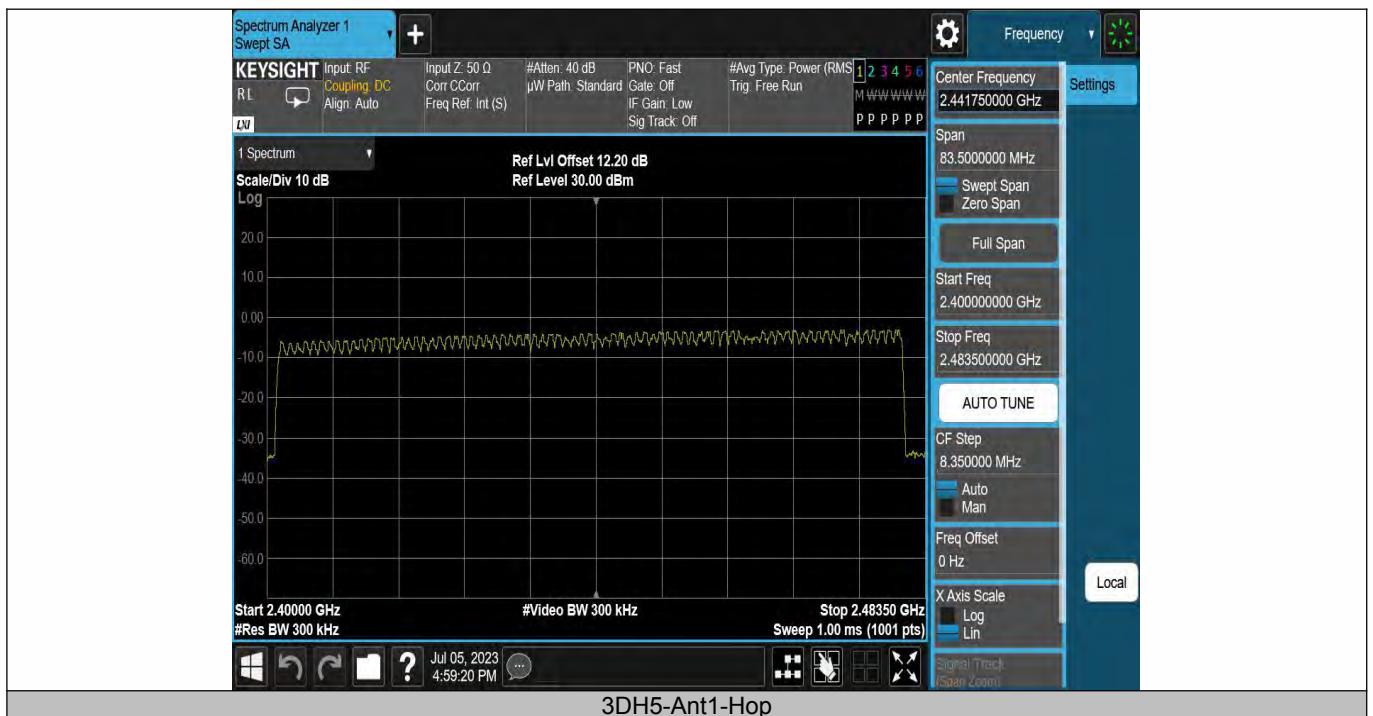 Spectrum Analyzer 1
Swept SA
+
Frequency
KEYSIGHT
RL
LXI
Input: RF
Coupling: DC
Align: Auto
Input Z: 50 Ω
Corr CCorr
Freq Ref: Int (S)
#Atten: 40 dB
µW Path: Standard
PNO: Fast
Gate: Off
IF Gain: Low
Sig Track: Off
#Avg Type: Power (RMS
Trig: Free Run
1 2 3 4 5 6
M W W W W W
P P P P P P
1 Spectrum
Scale/Div 10 dB
Log
Ref Lvl Offset 12.20 dB
Ref Level 30.00 dBm
20.0
10.0
0.00
-10.0
-20.0
-30.0
-40.0
-50.0
-60.0
Start 2.40000 GHz
#Res BW 300 kHz
#Video BW 300 kHz
Stop 2.48350 GHz
Sweep 1.00 ms (1001 pts)
Center Frequency
2.441750000 GHz
Settings
Span
83.5000000 MHz
Swept Span
Zero Span
Full Span
Start Freq
2.400000000 GHz
Stop Freq
2.483500000 GHz
AUTO TUNE
CF Step
8.350000 MHz
Auto
Man
Freq Offset
0 Hz
Local
X Axis Scale
Log
Lin
Signal Track
(Span Zoom)
?
Jul 05, 2023
4:59:20 PM
3DH5-Ant1-Hop